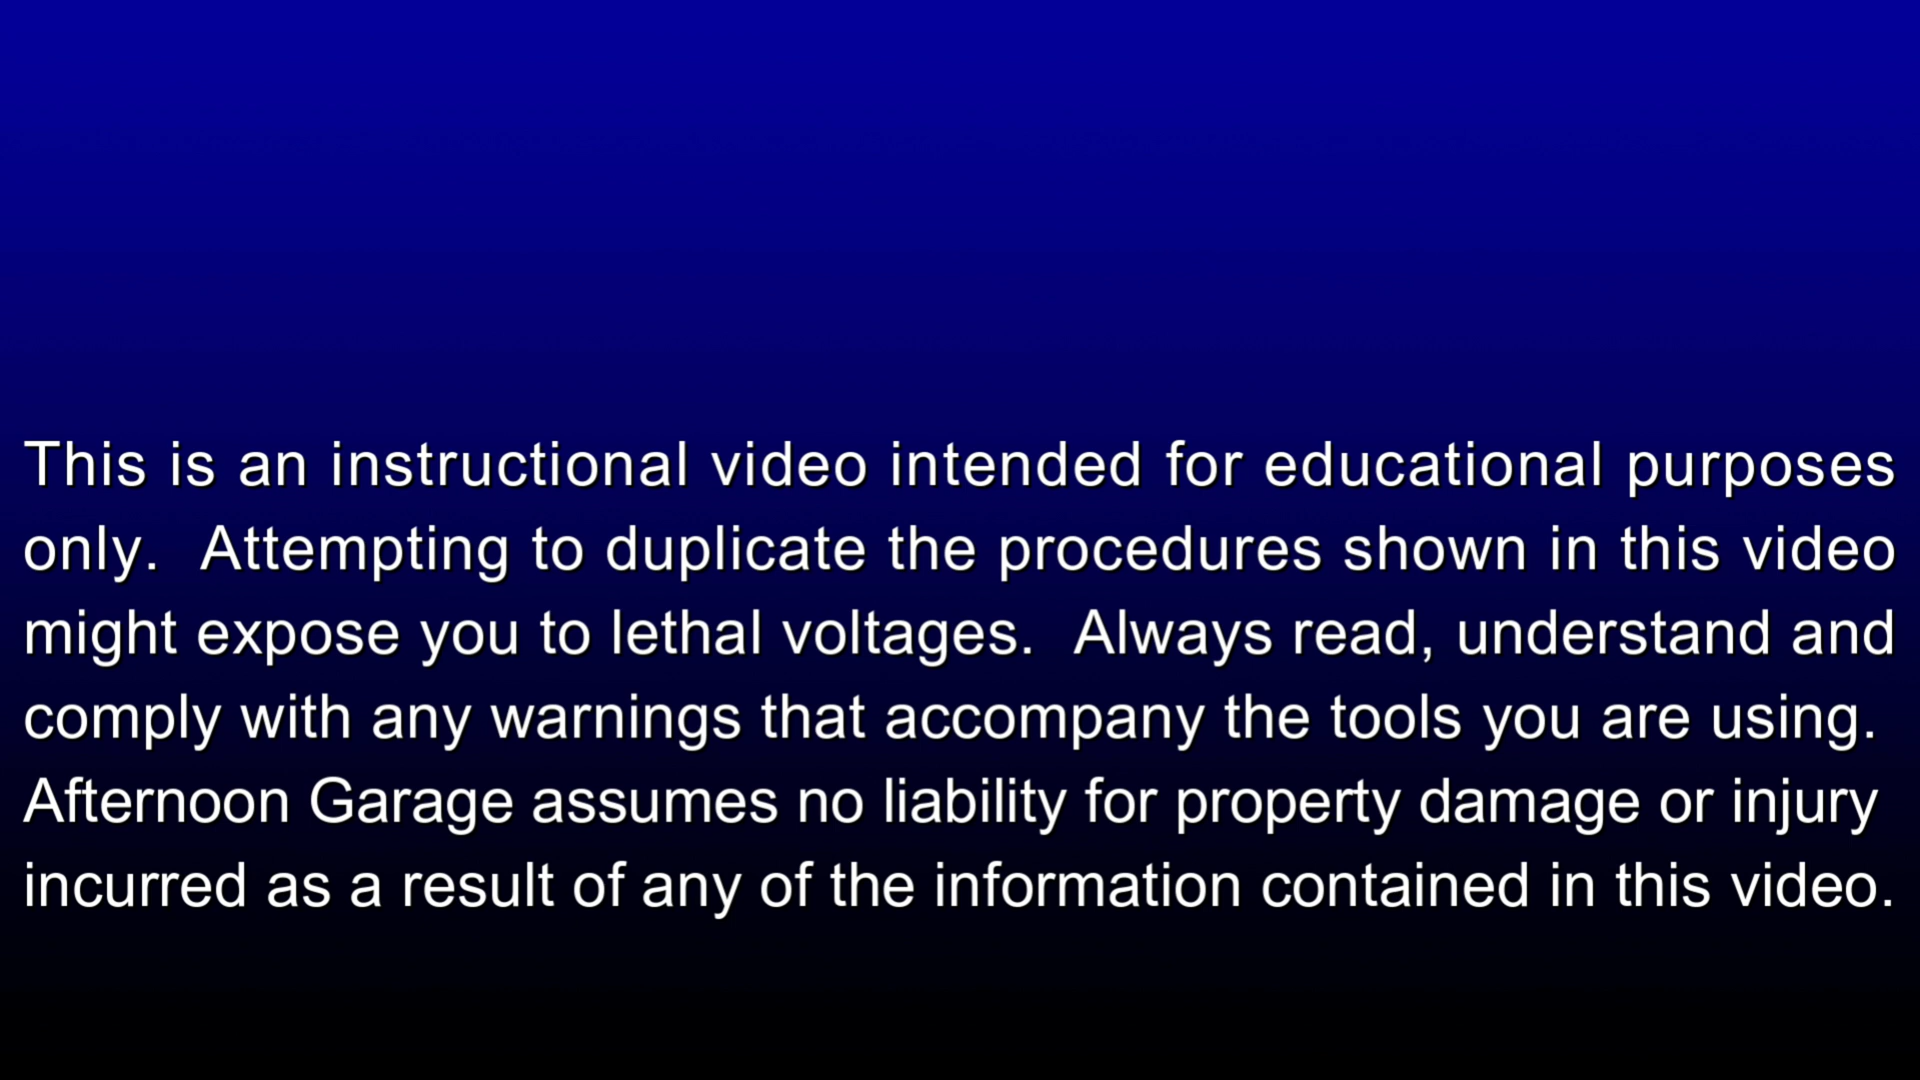 This is an instructional video intended for educational purposes
only.  Attempting to duplicate the procedures shown in this video
might expose you to lethal voltages.  Always read, understand and
comply with any warnings that accompany the tools you are using.
Afternoon Garage assumes no liability for property damage or injury
incurred as a result of any of the information contained in this video.